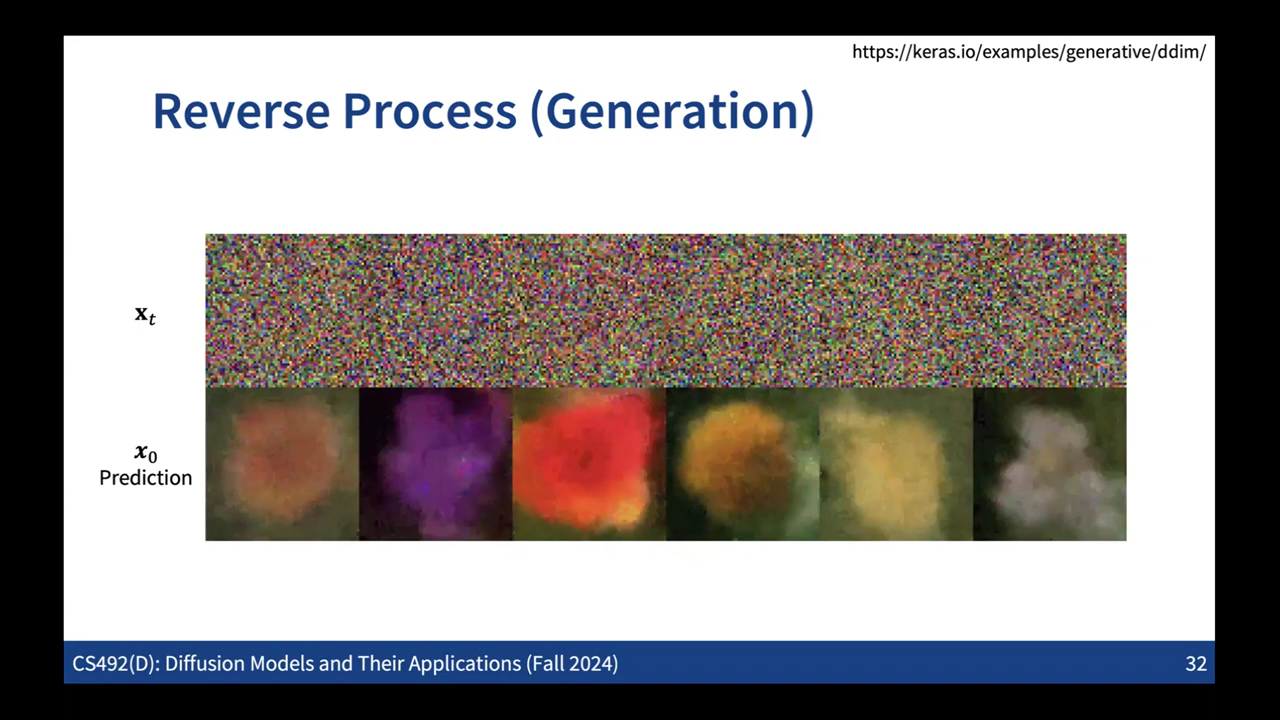 https://keras.io/examples/generative/ddim/
Reverse Process (Generation)
𝐱ₜ
𝒙₀
Prediction
CS492(D): Diffusion Models and Their Applications (Fall 2024)
32